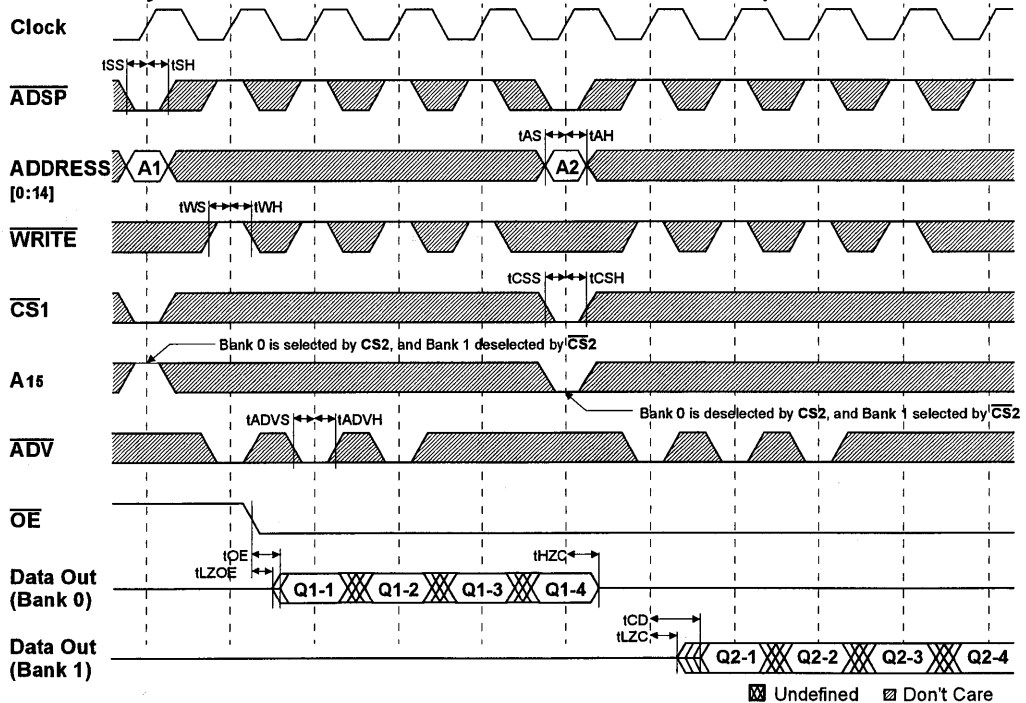 Clock
tSS tSH
ADSP
tAS tAH
ADDRESS A1 A2
[0:14]
tWS tWH
WRITE
tCSS tCSH
CS1
Bank 0 is selected by CS2, and Bank 1 deselected by CS2
A15
Bank 0 is deselected by CS2, and Bank 1 selected by CS2
tADVS tADVH
ADV
OE
tOE tHZC
tLZOE
Data Out
(Bank 0)
Q1-1 Q1-2 Q1-3 Q1-4
tCD
tLZC
Data Out
(Bank 1)
Q2-1 Q2-2 Q2-3 Q2-4
Undefined Don't Care